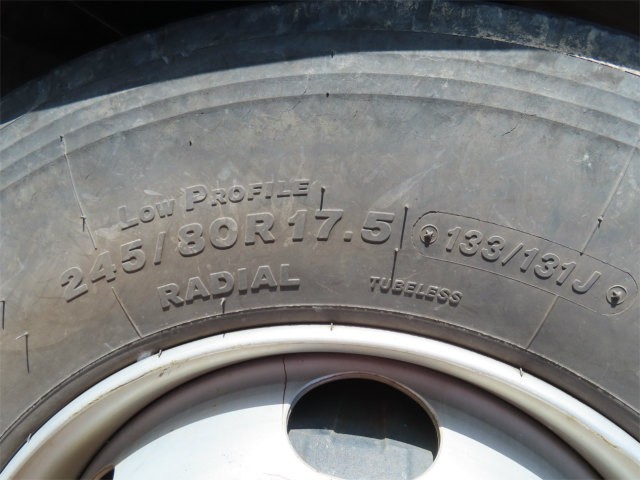 LOW PROFILE
245/80R17.5 133/131J
RADIAL TUBELESS